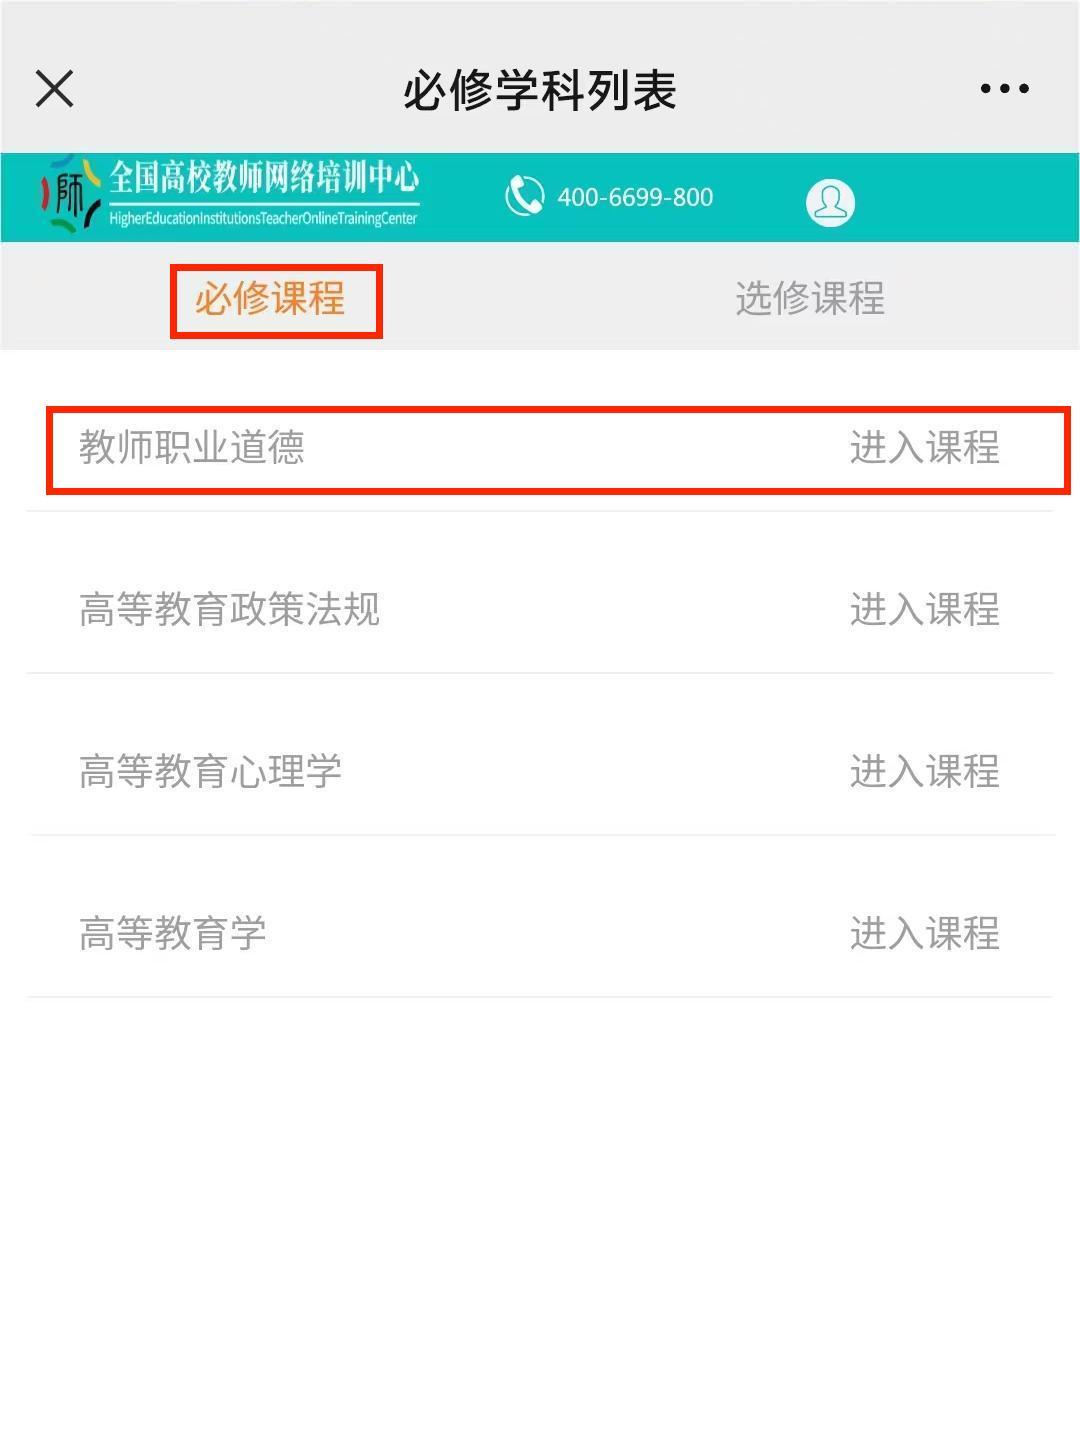 必修学科列表
師
全国高校教师网络培训中心
HigherEducationInstitutionsTeacherOnlineTrainingCenter
400-6699-800
必修课程 选修课程
教师职业道德 进入课程
高等教育政策法规 进入课程
高等教育心理学 进入课程
高等教育学 进入课程